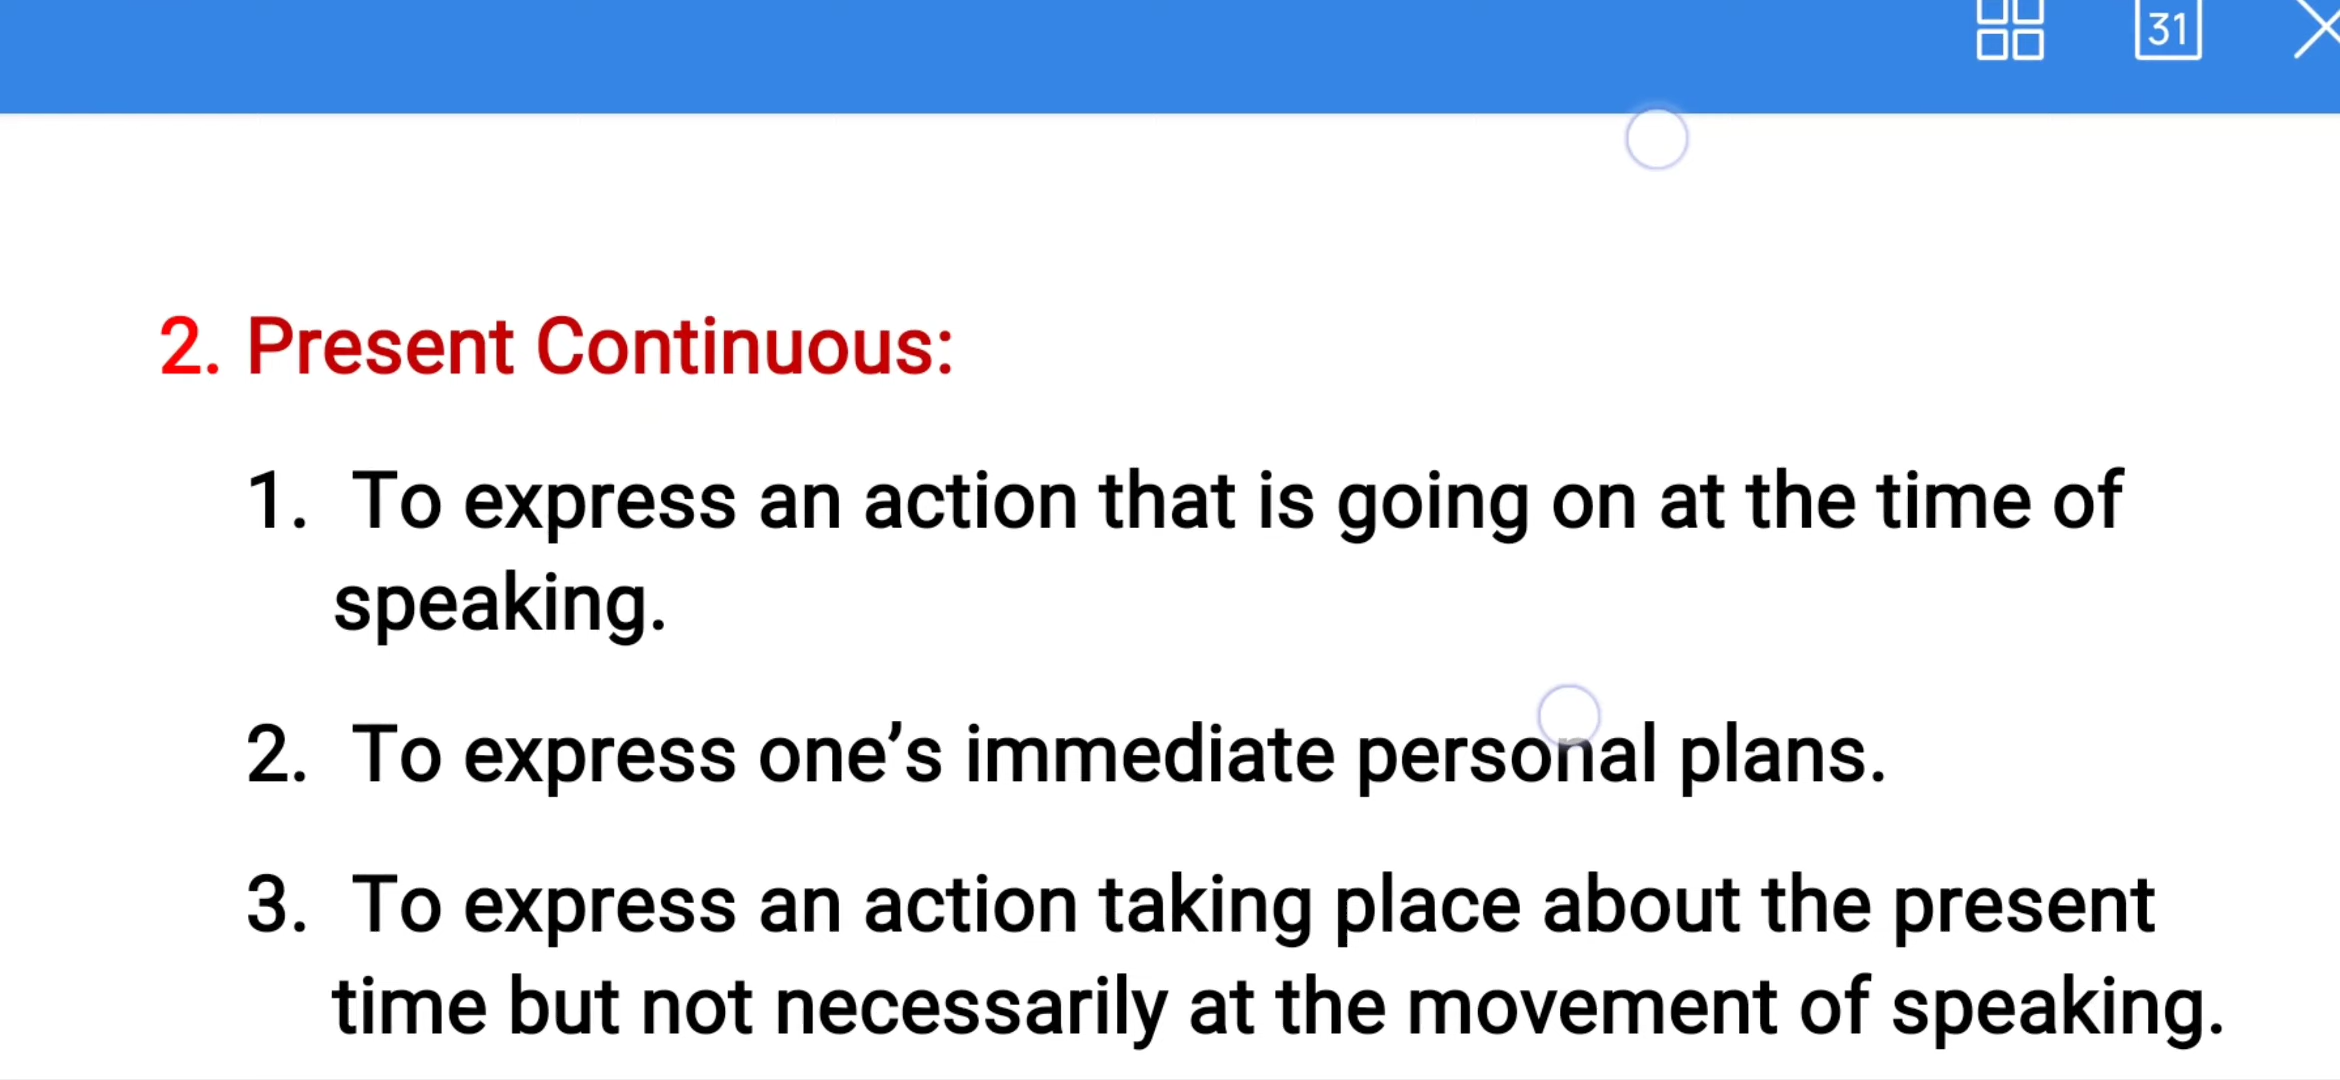 31
2. Present Continuous:
1. To express an action that is going on at the time of
speaking.
2. To express one’s immediate personal plans.
3. To express an action taking place about the present
time but not necessarily at the movement of speaking.